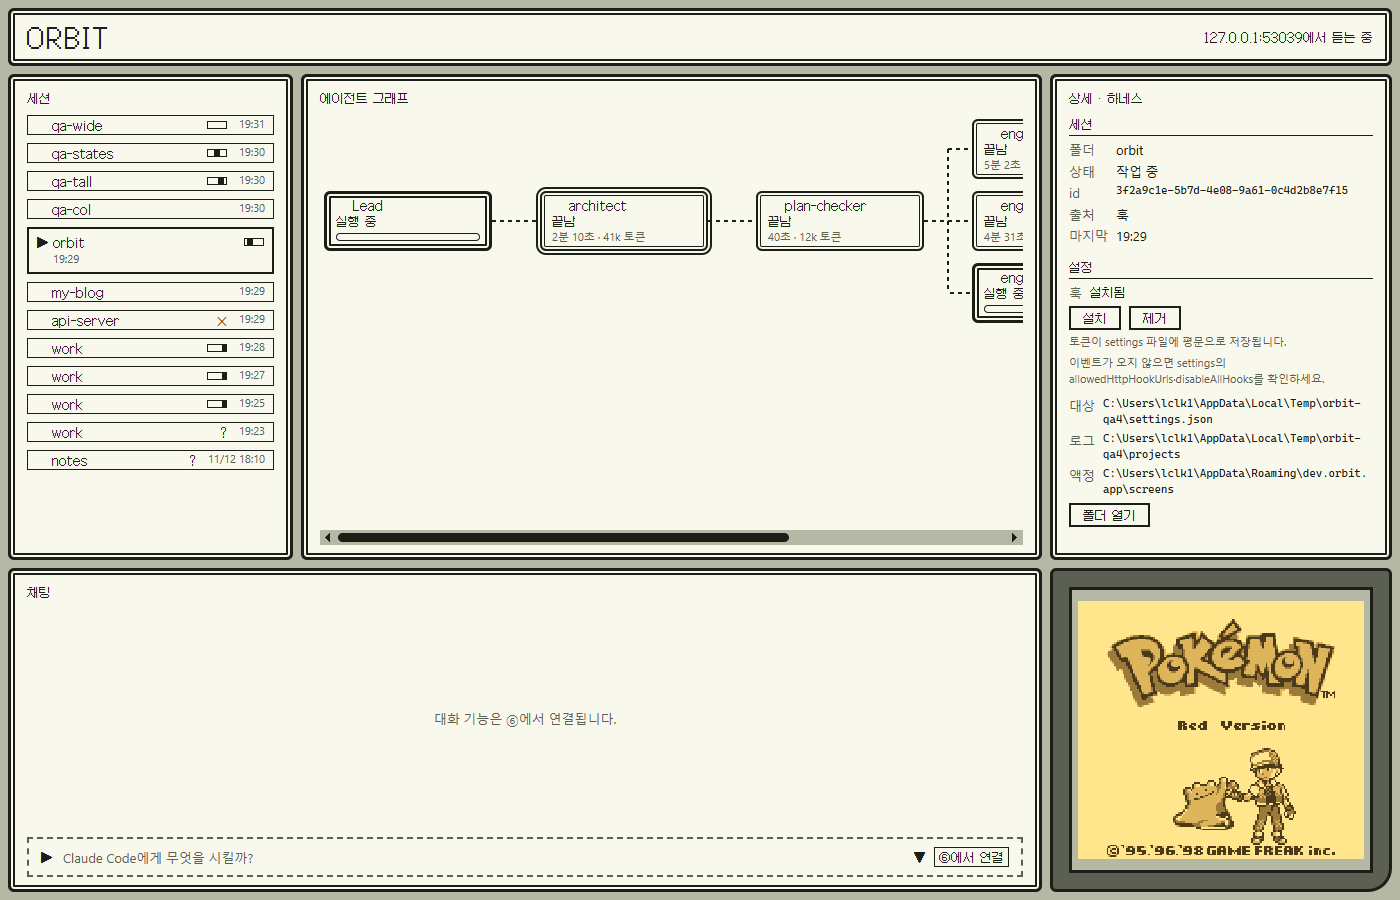 ORBIT
127.0.0.1:53039에서 듣는 중
세션
qa-wide 19:31
qa-states 19:30
qa-tall 19:30
qa-col 19:30
▶ orbit
19:29
my-blog 19:29
api-server × 19:29
work 19:28
work 19:27
work 19:25
work ? 19:23
notes ? 11/12 18:10
에이전트 그래프
Lead
실행 중
architect
끝남
2분 10초 · 41k 토큰
plan-checker
끝남
40초 · 12k 토큰
eng
끝남
5분 2초
eng
끝남
4분 31초
eng
실행 중
상세 · 하네스
세션
폴더 orbit
상태 작업 중
id 3f2a9c1e-5b7d-4e08-9a61-0c4d2b8e7f15
출처 훅
마지막 19:29
설정
훅 설치됨
설치 제거
토큰이 settings 파일에 평문으로 저장됩니다.
이벤트가 오지 않으면 settings의
allowedHttpHookUrls·disableAllHooks를 확인하세요.
대상 C:\Users\lclk1\AppData\Local\Temp\orbit-
qa4\settings.json
로그 C:\Users\lclk1\AppData\Local\Temp\orbit-
qa4\projects
액정 C:\Users\lclk1\AppData\Roaming\dev.orbit.
app\screens
폴더 열기
채팅
대화 기능은 ⑥에서 연결됩니다.
▶ Claude Code에게 무엇을 시킬까?
▼ ⑥에서 연결
POKéMON TM
Red Version
©'95.'96.'98 GAME FREAK inc.